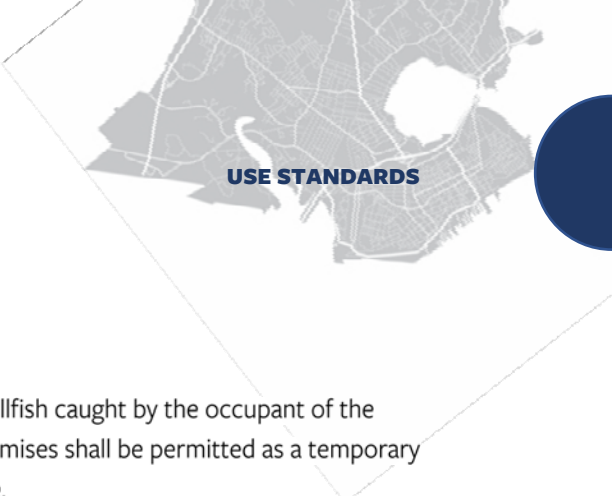 USE STANDARDS
llfish caught by the occupant of the
mises shall be permitted as a temporary